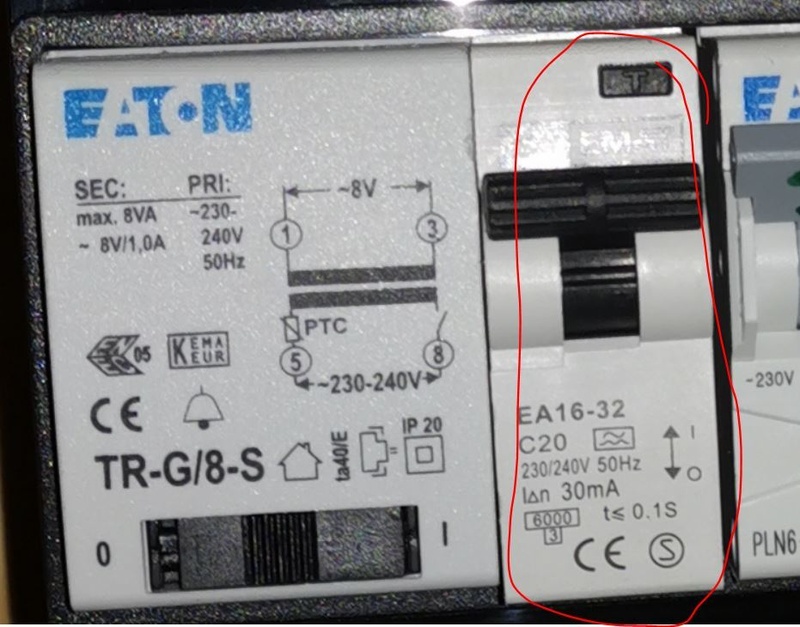 EATON
SEC: PRI:
max. 8VA ~230-
~ 8V/1,0A 240V
50Hz
~8V
1 3
PTC
5 8
~230-240V
05
KEMA
EUR
CE
TR-G/8-S
ta40/E
IP 20
0 I
T
EA16-32
C20
230/240V 50Hz
I
O
IΔn 30mA
6000 t≤ 0.1S
3
CE S
~230V
PLN6